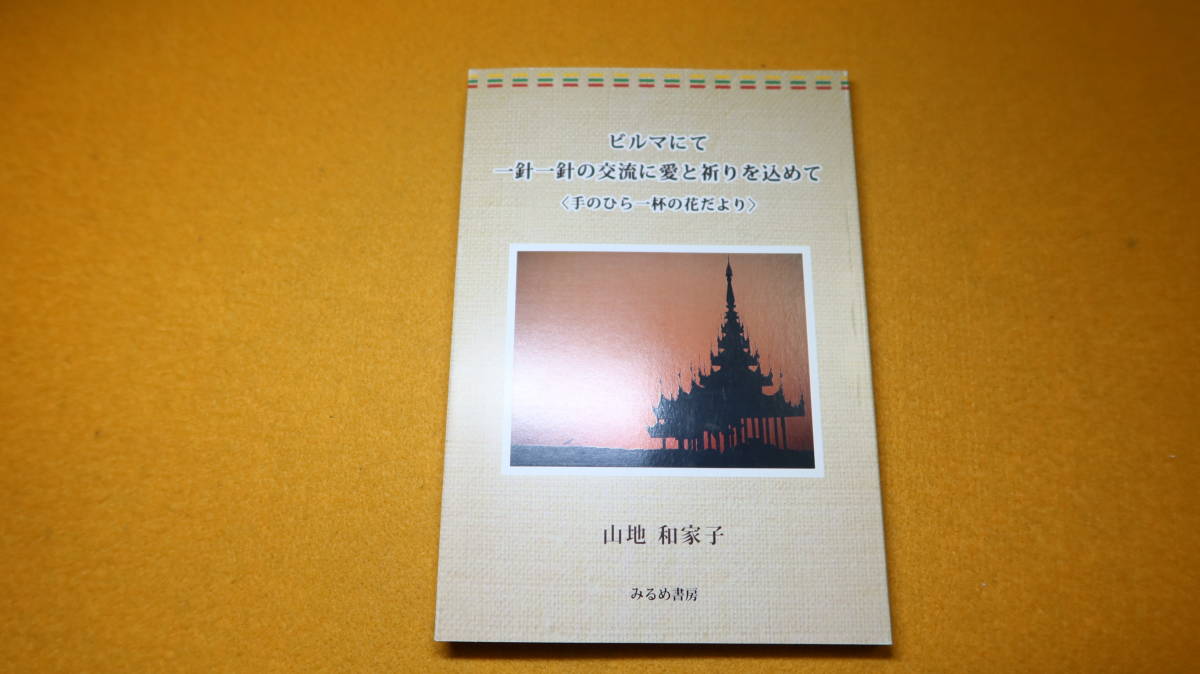 ビルマにて
一針一針の交流に愛と祈りを込めて
〈手のひら一杯の花だより〉
山地 和家子
みるめ書房